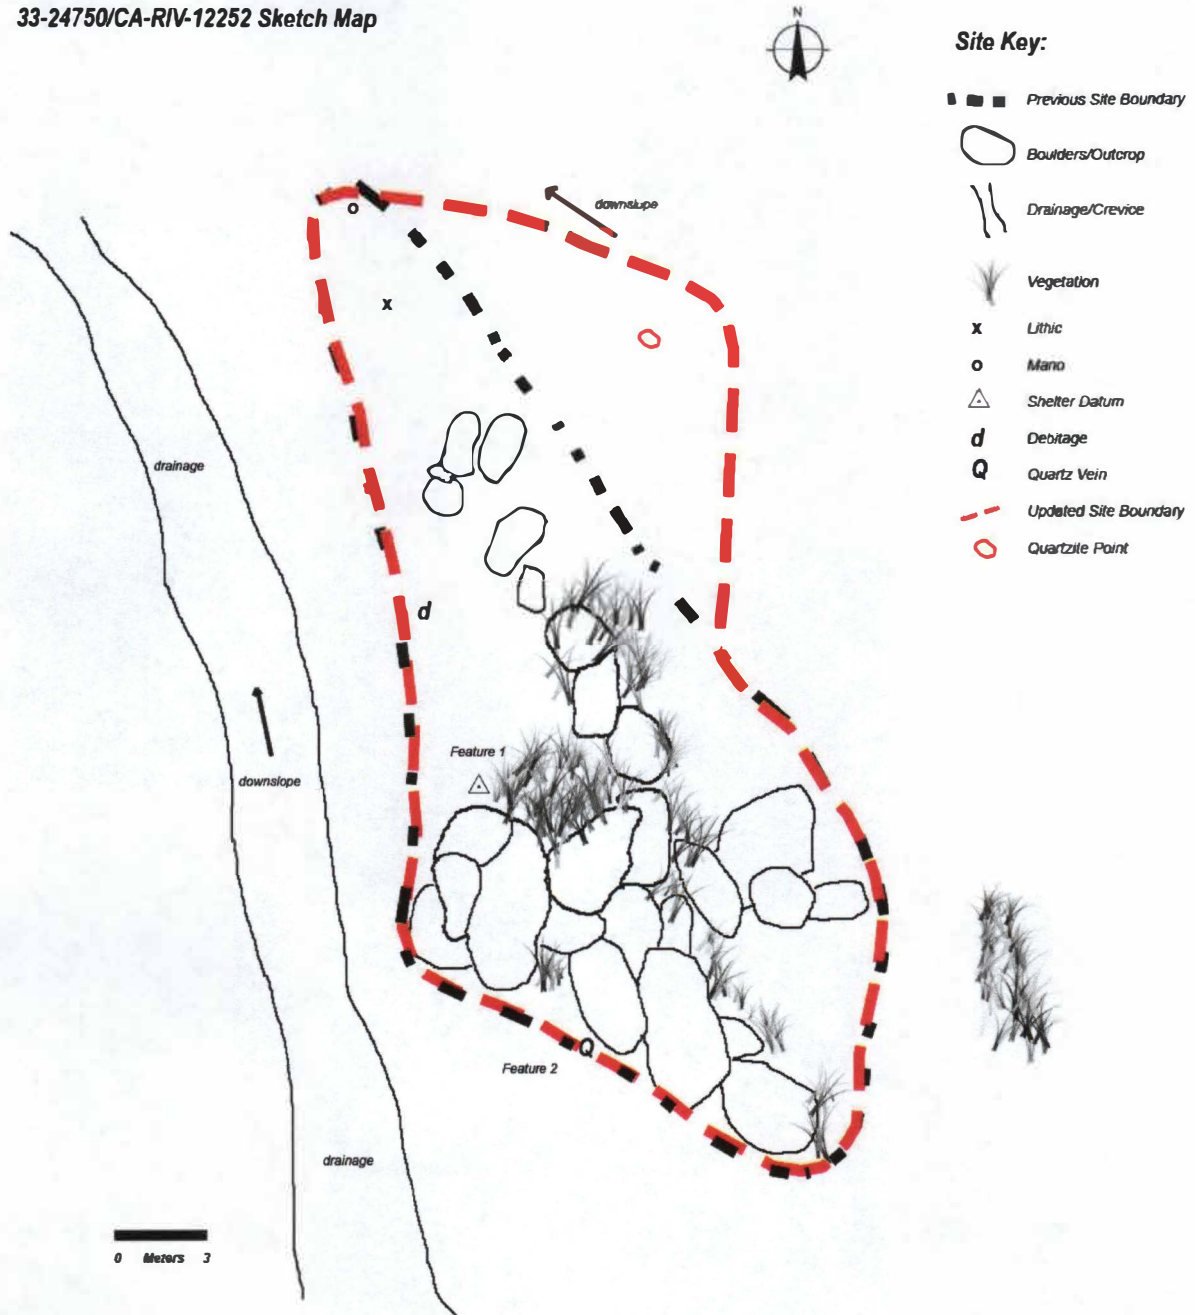 33-24750/CA-RIV-12252 Sketch Map
N
Site Key:
Previous Site Boundary
Boulders/Outcrop
Drainage/Crevice
Vegetation
x Lithic
o Mano
Shelter Datum
d Debitage
Q Quartz Vein
Updated Site Boundary
Quartzite Point
downslope
o
x
drainage
d
Feature 1
downslope
Q
Feature 2
drainage
0 Meters 3